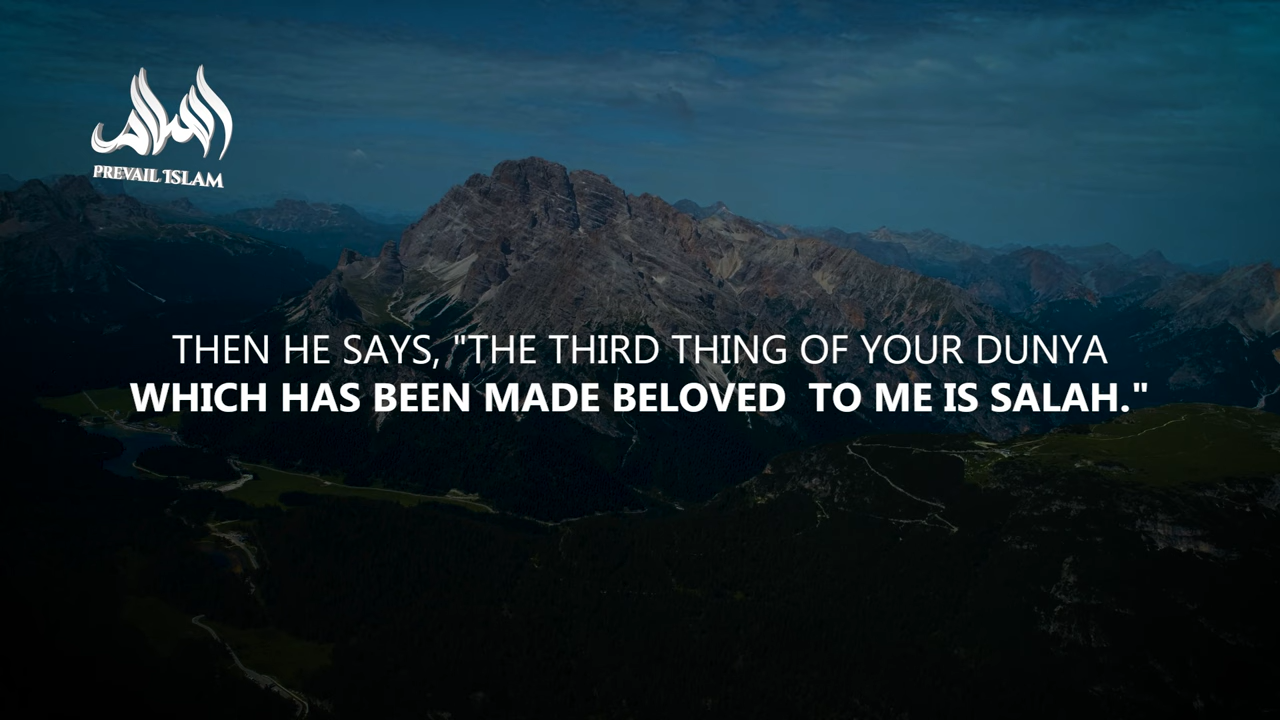 السلام
PREVAIL ISLAM
THEN HE SAYS, "THE THIRD THING OF YOUR DUNYA
WHICH HAS BEEN MADE BELOVED  TO ME IS SALAH."